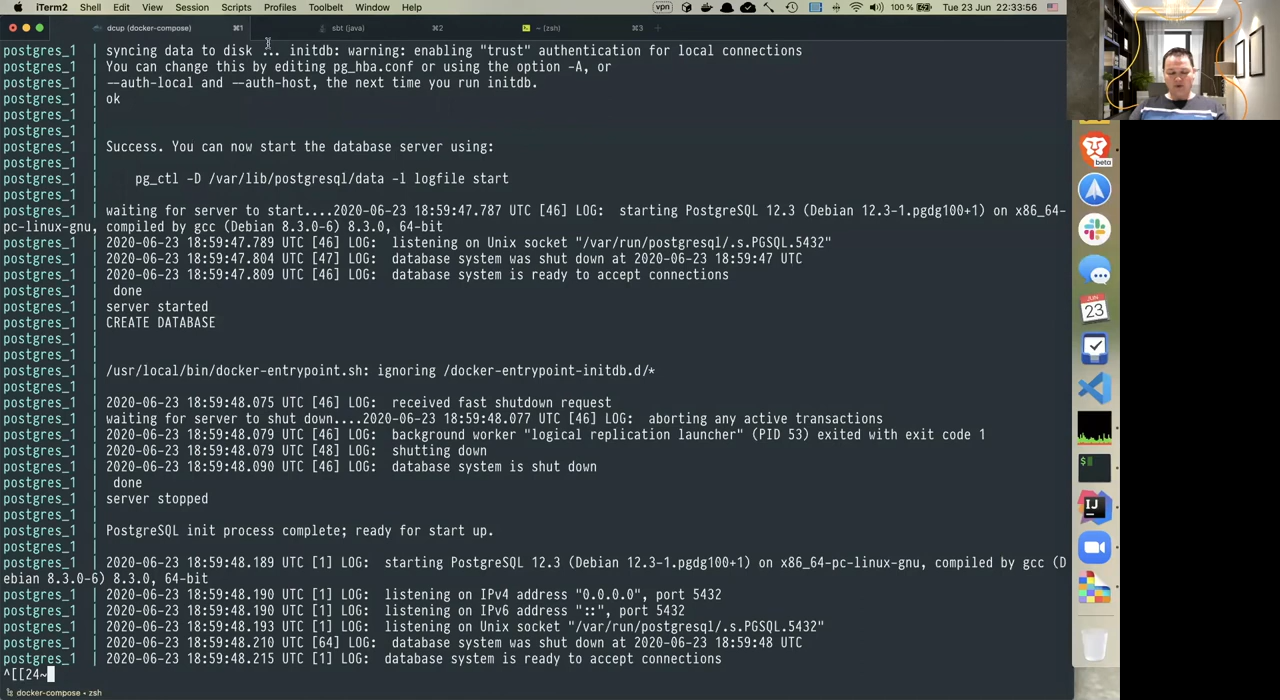 iTerm2 Shell Edit View Session Scripts Profiles Toolbelt Window Help vpn 100 % Tue 23 Jun 22:33:56
dcup (docker-compose) ⌘1 sbt (java) ⌘2 ~ (zsh) ⌘3 +
postgres_1 | syncing data to disk ... initdb: warning: enabling "trust" authentication for local connections
postgres_1 | You can change this by editing pg_hba.conf or using the option -A, or
postgres_1 | --auth-local and --auth-host, the next time you run initdb.
postgres_1 | ok
postgres_1 |
postgres_1 |
postgres_1 | Success. You can now start the database server using:
postgres_1 |
postgres_1 |     pg_ctl -D /var/lib/postgresql/data -l logfile start
postgres_1 |
postgres_1 | waiting for server to start....2020-06-23 18:59:47.787 UTC [46] LOG:  starting PostgreSQL 12.3 (Debian 12.3-1.pgdg100+1) on x86_64-
pc-linux-gnu, compiled by gcc (Debian 8.3.0-6) 8.3.0, 64-bit
postgres_1 | 2020-06-23 18:59:47.789 UTC [46] LOG:  listening on Unix socket "/var/run/postgresql/.s.PGSQL.5432"
postgres_1 | 2020-06-23 18:59:47.804 UTC [47] LOG:  database system was shut down at 2020-06-23 18:59:47 UTC
postgres_1 | 2020-06-23 18:59:47.809 UTC [46] LOG:  database system is ready to accept connections
postgres_1 |  done
postgres_1 | server started
postgres_1 | CREATE DATABASE
postgres_1 |
postgres_1 |
postgres_1 | /usr/local/bin/docker-entrypoint.sh: ignoring /docker-entrypoint-initdb.d/*
postgres_1 |
postgres_1 | 2020-06-23 18:59:48.075 UTC [46] LOG:  received fast shutdown request
postgres_1 | waiting for server to shut down....2020-06-23 18:59:48.077 UTC [46] LOG:  aborting any active transactions
postgres_1 | 2020-06-23 18:59:48.079 UTC [46] LOG:  background worker "logical replication launcher" (PID 53) exited with exit code 1
postgres_1 | 2020-06-23 18:59:48.079 UTC [48] LOG:  shutting down
postgres_1 | 2020-06-23 18:59:48.090 UTC [46] LOG:  database system is shut down
postgres_1 |  done
postgres_1 | server stopped
postgres_1 |
postgres_1 | PostgreSQL init process complete; ready for start up.
postgres_1 |
postgres_1 | 2020-06-23 18:59:48.189 UTC [1] LOG:  starting PostgreSQL 12.3 (Debian 12.3-1.pgdg100+1) on x86_64-pc-linux-gnu, compiled by gcc (D
ebian 8.3.0-6) 8.3.0, 64-bit
postgres_1 | 2020-06-23 18:59:48.190 UTC [1] LOG:  listening on IPv4 address "0.0.0.0", port 5432
postgres_1 | 2020-06-23 18:59:48.190 UTC [1] LOG:  listening on IPv6 address "::", port 5432
postgres_1 | 2020-06-23 18:59:48.193 UTC [1] LOG:  listening on Unix socket "/var/run/postgresql/.s.PGSQL.5432"
postgres_1 | 2020-06-23 18:59:48.210 UTC [64] LOG:  database system was shut down at 2020-06-23 18:59:48 UTC
postgres_1 | 2020-06-23 18:59:48.215 UTC [1] LOG:  database system is ready to accept connections
^[[24~
docker-compose • zsh
beta
JUN
23
$
IJ